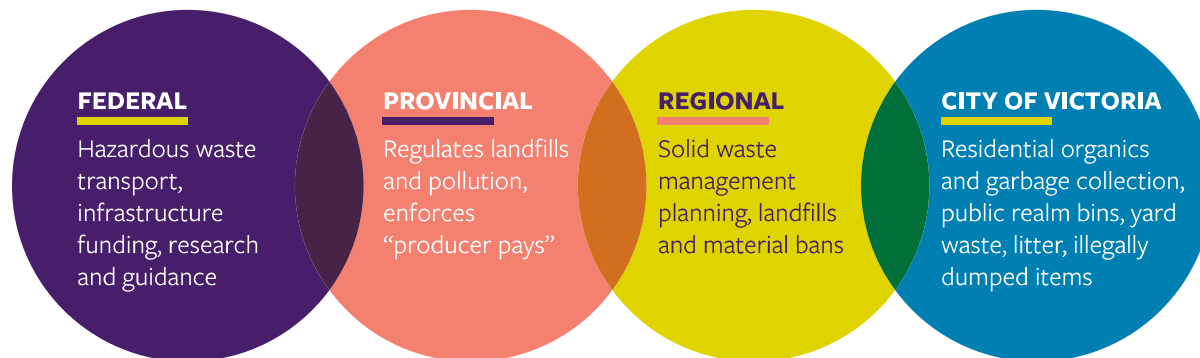 FEDERAL
Hazardous waste
transport,
infrastructure
funding, research
and guidance
PROVINCIAL
Regulates landfills
and pollution,
enforces
“producer pays”
REGIONAL
Solid waste
management
planning, landfills
and material bans
CITY OF VICTORIA
Residential organics
and garbage collection,
public realm bins, yard
waste, litter, illegally
dumped items